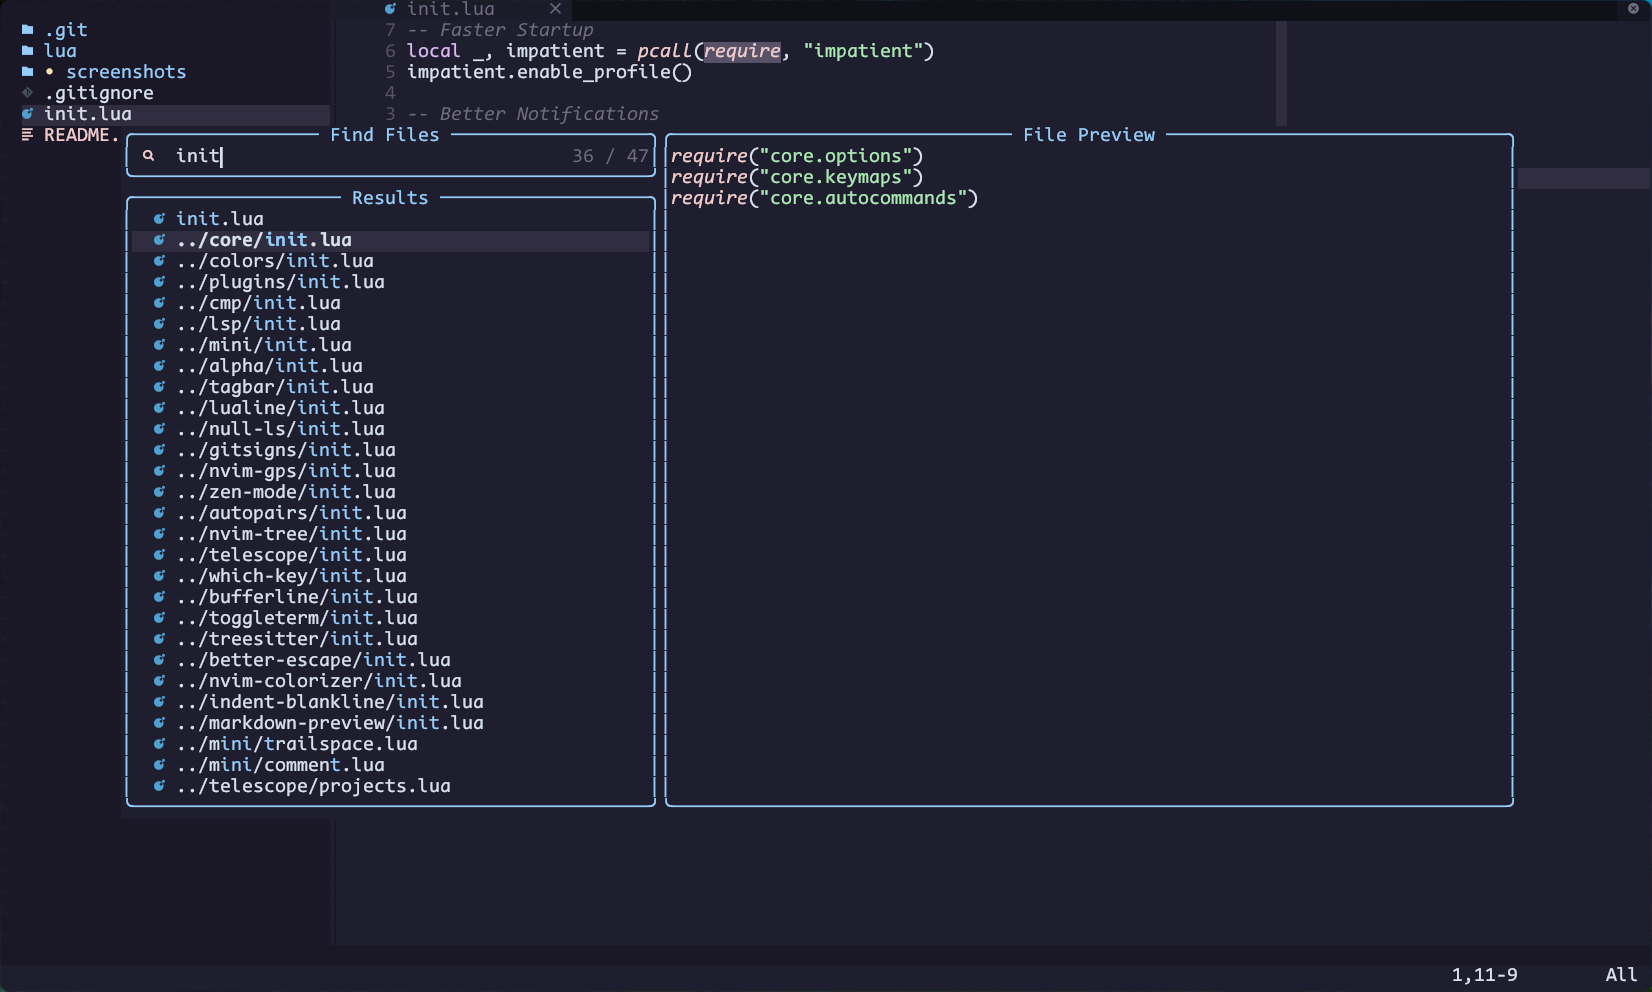 init.lua
.git
lua
screenshots
.gitignore
init.lua
README.
7 -- Faster Startup
6 local _, impatient = pcall(require, "impatient")
5 impatient.enable_profile()
4
3 -- Better Notifications
Find Files
init 36 / 47
Results
init.lua
../core/init.lua
../colors/init.lua
../plugins/init.lua
../cmp/init.lua
../lsp/init.lua
../mini/init.lua
../alpha/init.lua
../tagbar/init.lua
../lualine/init.lua
../null-ls/init.lua
../gitsigns/init.lua
../nvim-gps/init.lua
../zen-mode/init.lua
../autopairs/init.lua
../nvim-tree/init.lua
../telescope/init.lua
../which-key/init.lua
../bufferline/init.lua
../toggleterm/init.lua
../treesitter/init.lua
../better-escape/init.lua
../nvim-colorizer/init.lua
../indent-blankline/init.lua
../markdown-preview/init.lua
../mini/trailspace.lua
../mini/comment.lua
../telescope/projects.lua
File Preview
require("core.options")
require("core.keymaps")
require("core.autocommands")
1,11-9 All